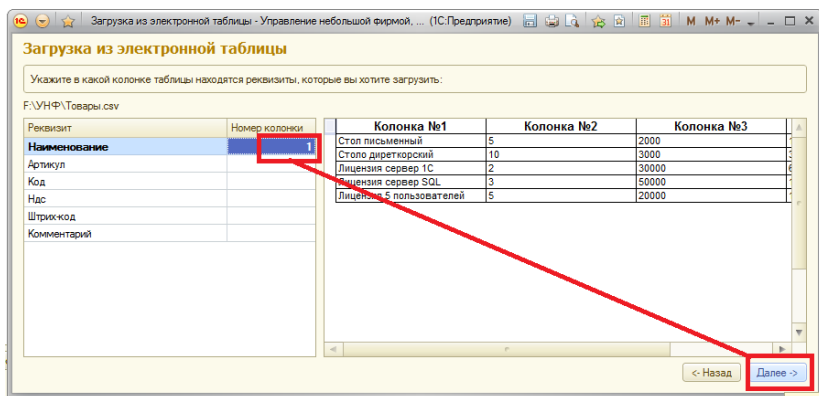 Загрузка из электронной таблицы - Управление небольшой фирмой, ... (1С:Предприятие) M M+ M-
Загрузка из электронной таблицы
Укажите в какой колонке таблицы находятся реквизиты, которые вы хотите загрузить:
F:\УНФ\Товары.csv
Реквизит Номер колонки Колонка №1 Колонка №2 Колонка №3
Наименование 1 Стол письменный 5 2000
Столо диреткорский 10 3000
Артикул Лицензия сервер 1С 2 30000
Код Лицензия сервер SQL 3 50000
Ндс Лицензия 5 пользователей 5 20000
Штрих-код
Комментарий
<- Назад Далее ->